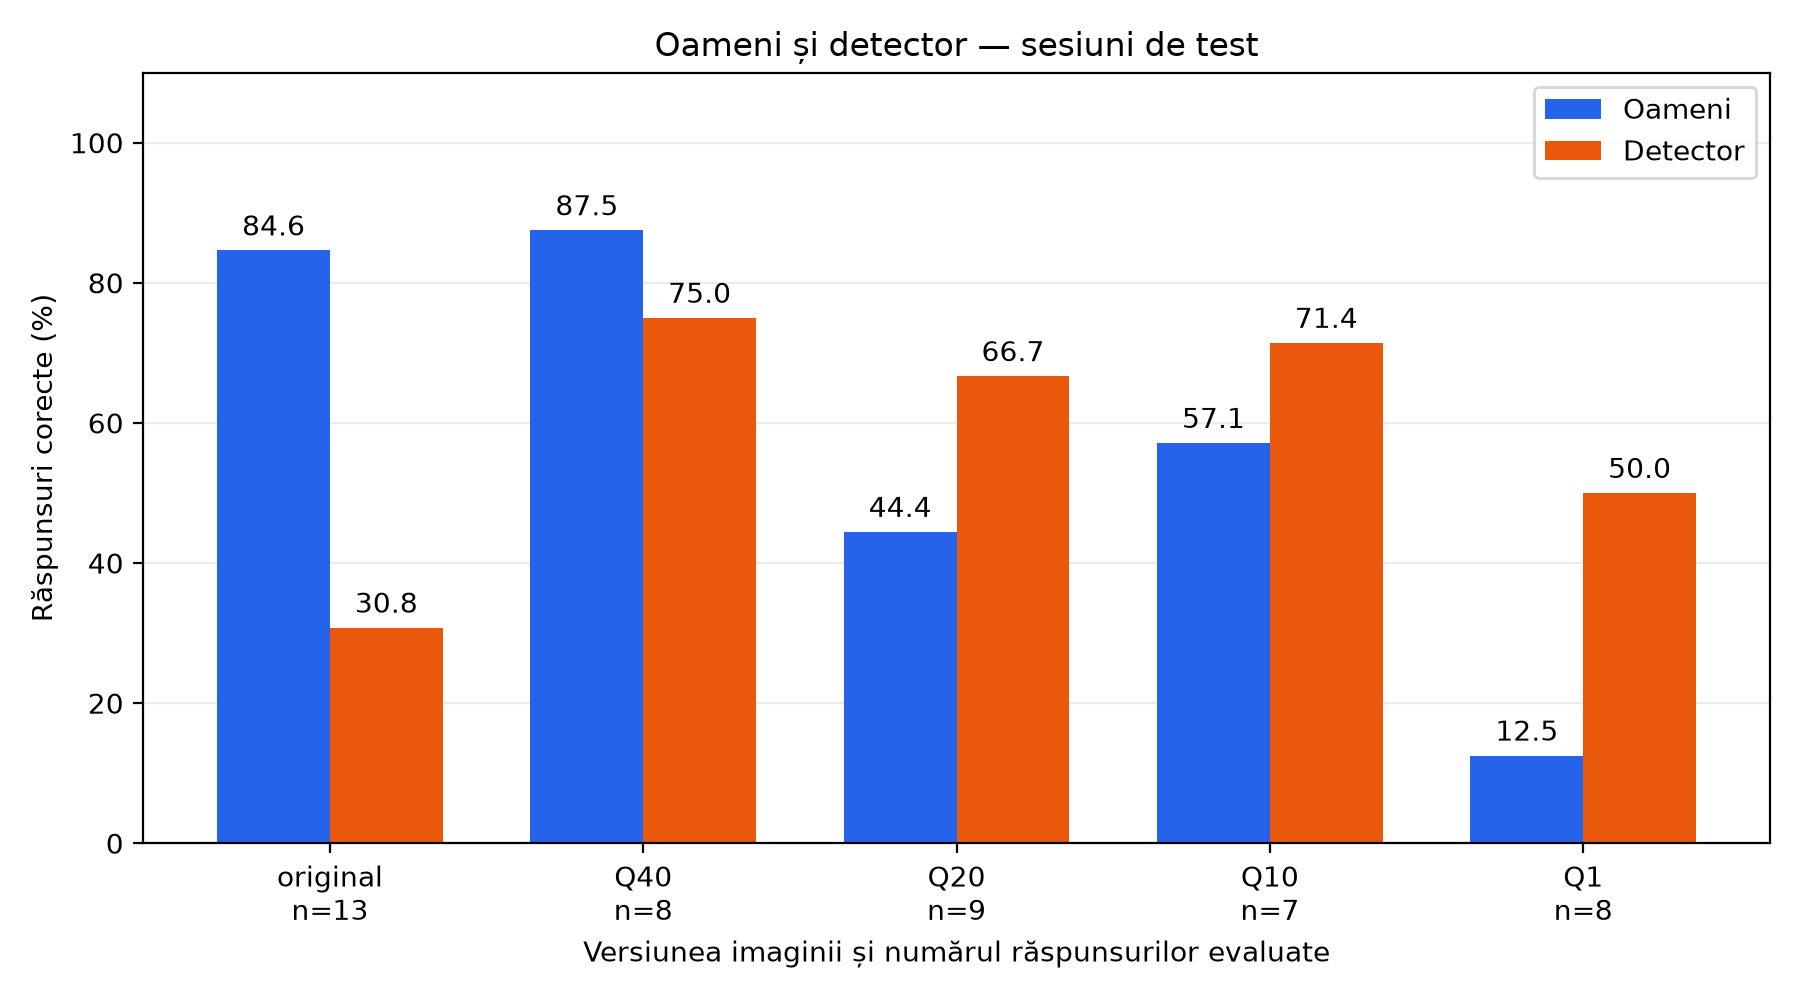 Oameni și detector — sesiuni de test
Oameni
Detector
Răspunsuri corecte (%)
100
80
60
40
20
0
84.6
30.8
87.5
75.0
44.4
66.7
57.1
71.4
12.5
50.0
original
n=13
Q40
n=8
Q20
n=9
Q10
n=7
Q1
n=8
Versiunea imaginii și numărul răspunsurilor evaluate